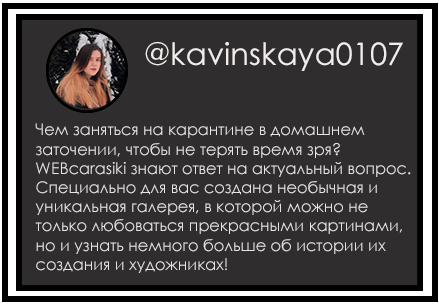 @kavinskaya0107
Чем заняться на карантине в домашнем
заточении, чтобы не терять время зря?
WEBcarasiki знают ответ на актуальный вопрос.
Специально для вас создана необычная и
уникальная галерея, в которой можно не
только любоваться прекрасными картинами,
но и узнать немного больше об истории их
создания и художниках!